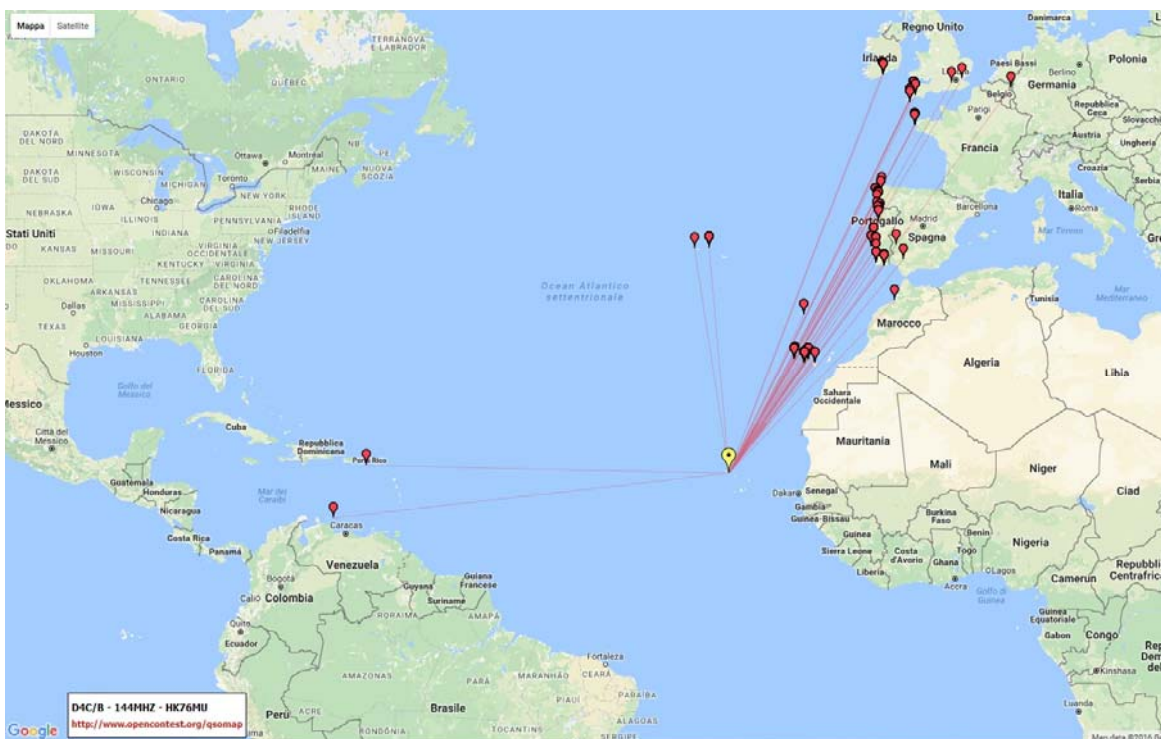 Mappa Satellite
Danimarca
Regno Unito
TERRANOVA
E LABRADOR
Irlanda
Paesi Bassi
Polonia
ONTARIO
QUÉBEC
Berlino
Belgio
Germania
Parigi
Repubblica
Ceca
Slovacchia
DAKOTA
DEL NORD
NB
PE
Austria
Ungheria
MINNESOTA
Ottawa
Montréal
NUOVA
SCOZIA
Francia
Croazia
DAKOTA
DEL SUD
WISCONSIN
MICHIGAN
Toronto
MAINE
Serbia
NEW YORK
Italia
IOWA
Chicago
PENNSYLVANIA
RHODE
ISLAND
Barcellona
Roma
NEBRASKA
ILLINOIS
INDIANA
OHIO
Filadelfia
NEW JERSEY
Portogallo
Madrid
Spagna
Mar Tirreno
Stati Uniti
KANSAS
MISSOURI
KENTUCKY
VIRGINIA
OCCIDENTALE
VIRGINIA
OKLAHOMA
TENNESSEE
CAROLINA
DEL NORD
Ocean Atlantico
settentrionale
Mar
Mediterraneo
ARKANSAS
MISSISSIPPI
CAROLINA
DEL SUD
Tunisia
Dallas
ALABAMA
GEORGIA
Marocco
TEXAS
LOUISIANA
Houston
Algeria
Libia
FLORIDA
Golfo del
Messico
Sahara
Occidentale
Messico
Cuba
Città del
Messico
Repubblica
Dominicana
Porto Rico
Mauritania
Mali
Niger
Ciad
Guatemala
Honduras
Mar dei
Caraibi
Dakar
Senegal
Gambia
Nicaragua
Guinea-Bissau
Burkina
Faso
Caracas
Guinea
Benin
Nigeria
Costa Rica
Panamá
Sierra Leone
Costa
d'Avorio
Togo
Venezuela
Ghana
Liberia
Lagos
Repubblica
Centrafricana
Bogotá
Guyana
Guiana
Francese
Accra
Camerun
Cali
Colombia
Suriname
Golfo di
Guinea
RORAIMA
AMAPÁ
Guinea
Equatoriale
Quito
Gabon
Congo
Ecuador
Fortaleza
Kinshasa
AMAZONAS
PARÁ
MARANHÃO
CEARÁ
PIAUÍ
PARAÍBA
Luanda
D4C/B - 144MHZ - HK76MU
http://www.opencontest.org/qsomap
Perù
Brasile
TOCANTINS
ALAGOAS
SERGIPE
RONDÔNIA
Google